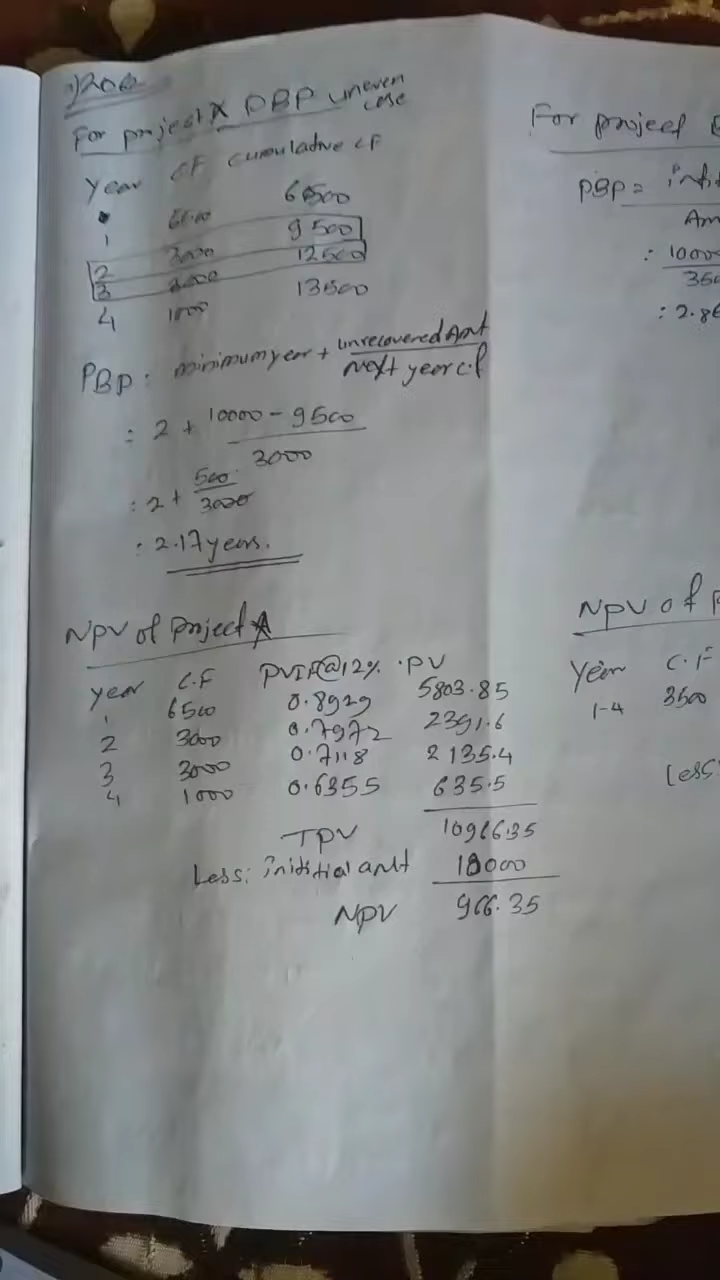 For project X PBP uneven
case
Year CF cumulative CF
1 6500 6500
2 3000 9500
3 3000 12500
4 1000 13500
PBP : minimum year + unrecovered Amt
Next year C.f
: 2 + 10000 - 9500
3000
: 2 + 500
3000
: 2.17 years.
NPV of Project A
year C.F PVIF@12% PV
1 6500 0.8929 5803.85
2 3000 0.7972 2391.6
3 3000 0.7118 2135.4
4 1000 0.6355 635.5
TPV 10966.35
Less: initial amt 10000
NPV 966.35
For project
PBP =
Am
: 10000
350
: 2.86
NPV of P
Year C.F
1-4 3500
Less: